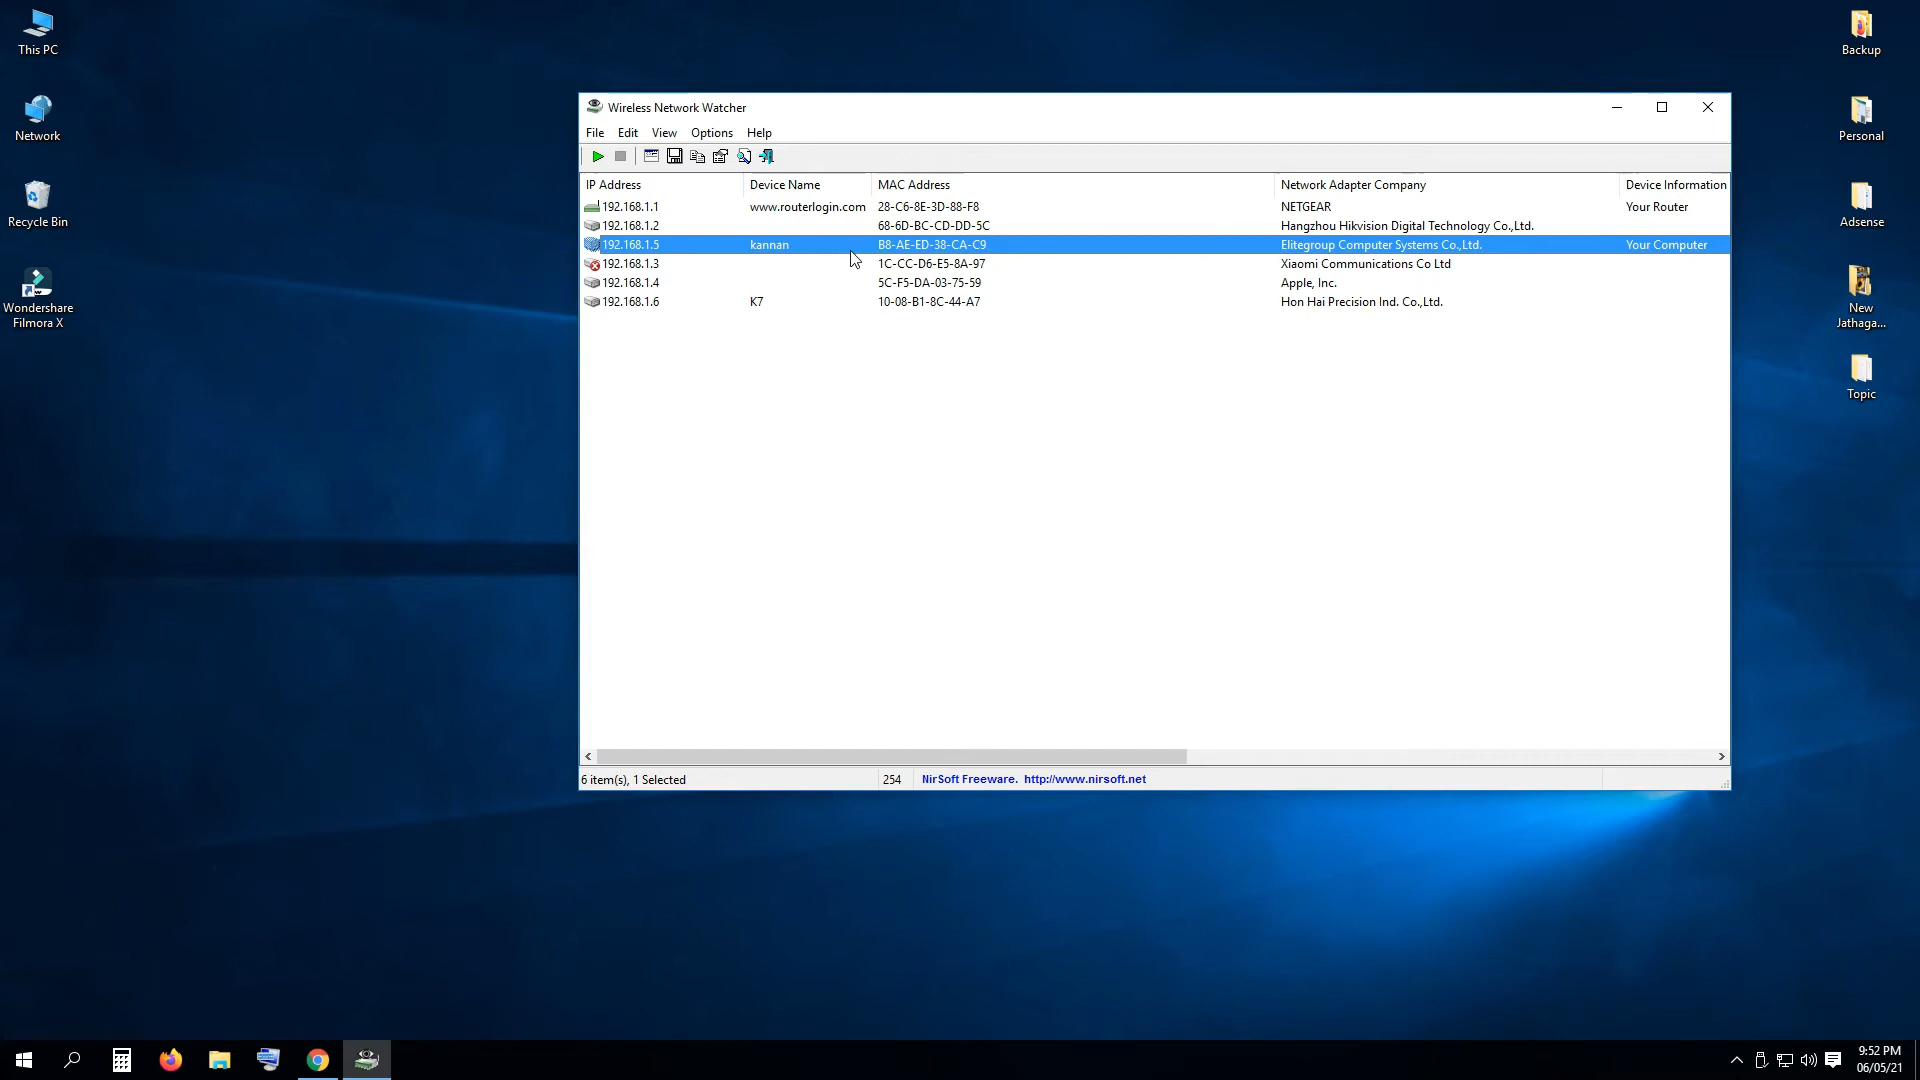 This PC
Network
Recycle Bin
Wondershare
Filmora X
Backup
Personal
Adsense
New
Jathaga...
Topic
Wireless Network Watcher
File Edit View Options Help
IP Address Device Name MAC Address Network Adapter Company Device Information
192.168.1.1 www.routerlogin.com 28-C6-8E-3D-88-F8 NETGEAR Your Router
192.168.1.2 68-6D-BC-CD-DD-5C Hangzhou Hikvision Digital Technology Co.,Ltd.
192.168.1.5 kannan B8-AE-ED-38-CA-C9 Elitegroup Computer Systems Co.,Ltd. Your Computer
192.168.1.3 1C-CC-D6-E5-8A-97 Xiaomi Communications Co Ltd
192.168.1.4 5C-F5-DA-03-75-59 Apple, Inc.
192.168.1.6 K7 10-08-B1-8C-44-A7 Hon Hai Precision Ind. Co.,Ltd.
6 item(s), 1 Selected 254 NirSoft Freeware. http://www.nirsoft.net
9:52 PM
06/05/21